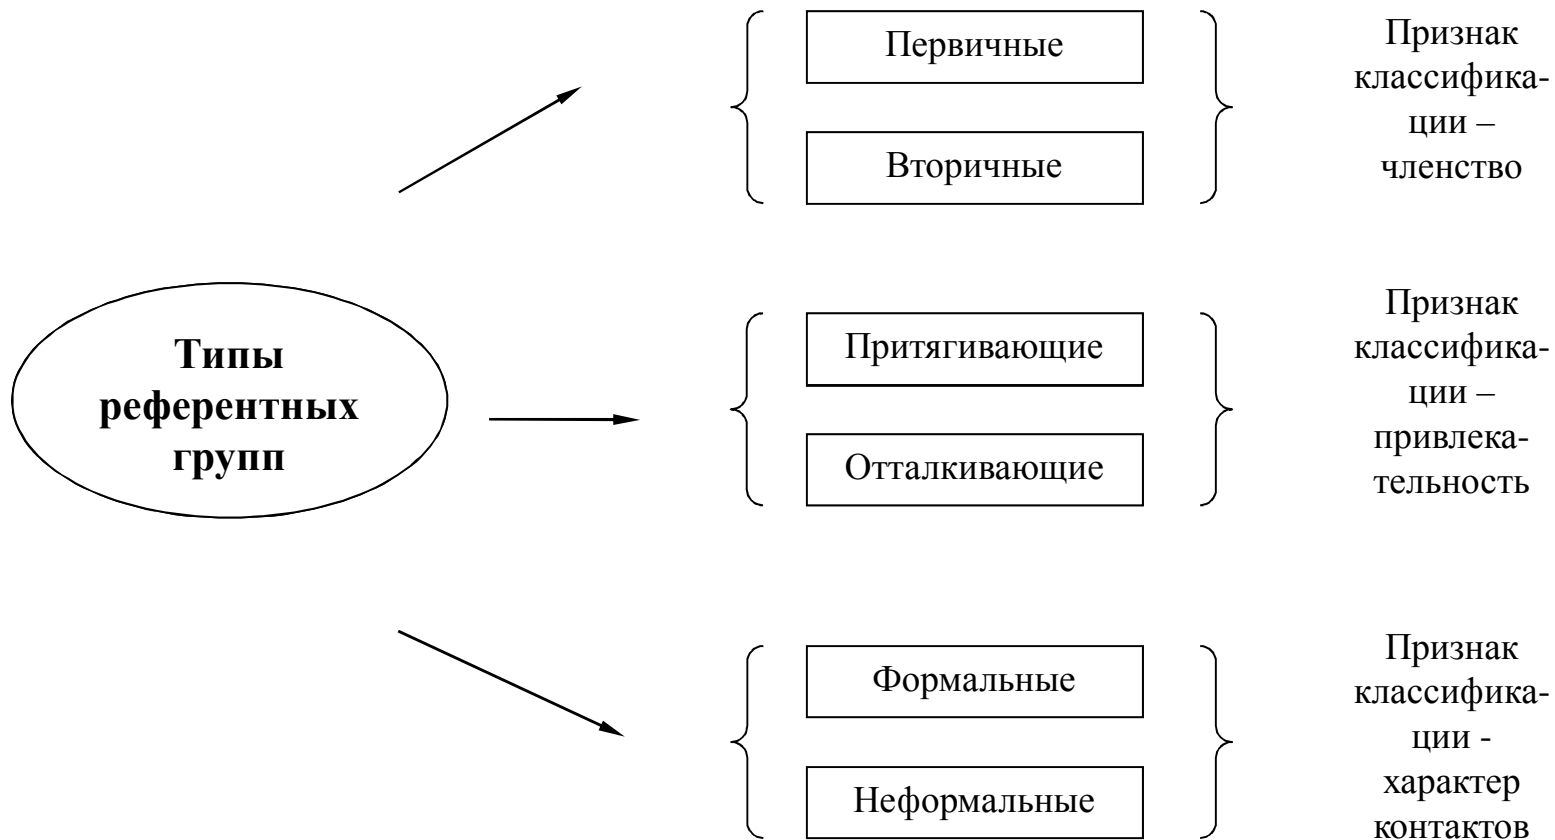 Типы
референтных
групп
Первичные
Вторичные
Признак
классифика-
ции –
членство
Притягивающие
Отталкивающие
Признак
классифика-
ции –
привлека-
тельность
Формальные
Неформальные
Признак
классифика-
ции -
характер
контактов